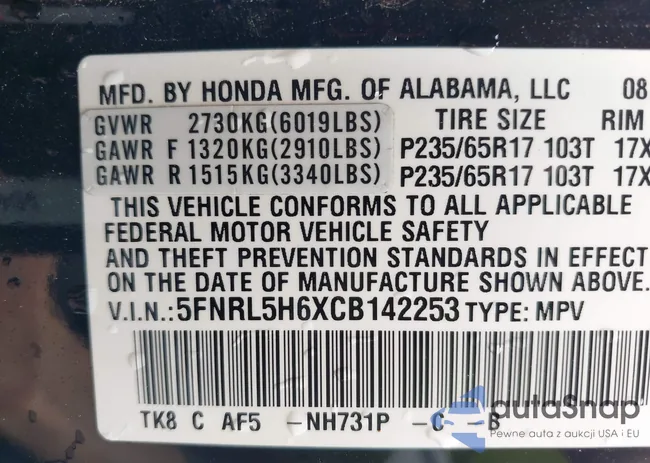 MFD. BY HONDA MFG. OF ALABAMA, LLC 08
GVWR 2730KG(6019LBS) TIRE SIZE RIM
GAWR F 1320KG(2910LBS) P235/65R17 103T 17X
GAWR R 1515KG(3340LBS) P235/65R17 103T 17X
THIS VEHICLE CONFORMS TO ALL APPLICABLE
FEDERAL MOTOR VEHICLE SAFETY
AND THEFT PREVENTION STANDARDS IN EFFECT
ON THE DATE OF MANUFACTURE SHOWN ABOVE.
V.I.N.:5FNRL5H6XCB142253 TYPE: MPV
TK8 C AF5 -NH731P -C -B
autaSnap
Pewne auta z aukcji USA i EU